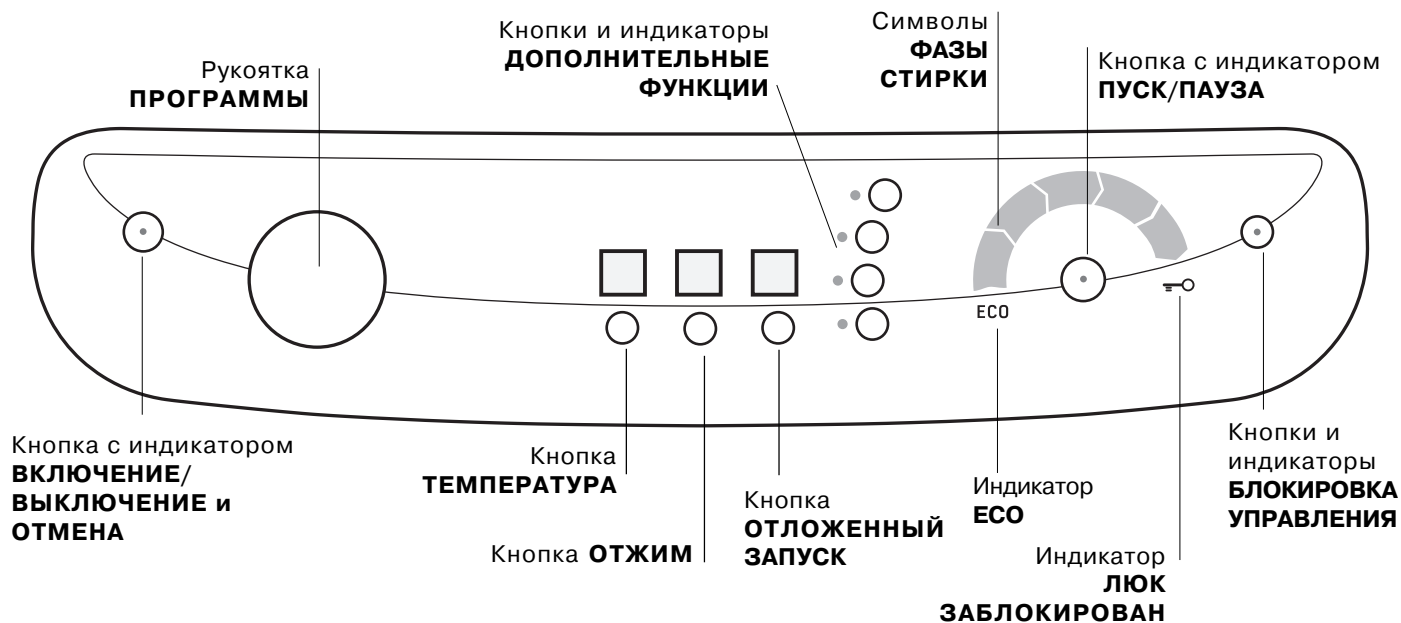 Рукоятка
ПРОГРАММЫ
Кнопки и индикаторы
ДОПОЛНИТЕЛЬНЫЕ
ФУНКЦИИ
Символы
ФАЗЫ
СТИРКИ
Кнопка с индикатором
ПУСК/ПАУЗА
ECO
Кнопка с индикатором
ВКЛЮЧЕНИЕ/
ВЫКЛЮЧЕНИЕ и
ОТМЕНА
Кнопка
ТЕМПЕРАТУРА
Кнопка ОТЖИМ
Кнопка
ОТЛОЖЕННЫЙ
ЗАПУСК
Индикатор
ECO
Индикатор
ЛЮК
ЗАБЛОКИРОВАН
Кнопки и
индикаторы
БЛОКИРОВКА
УПРАВЛЕНИЯ